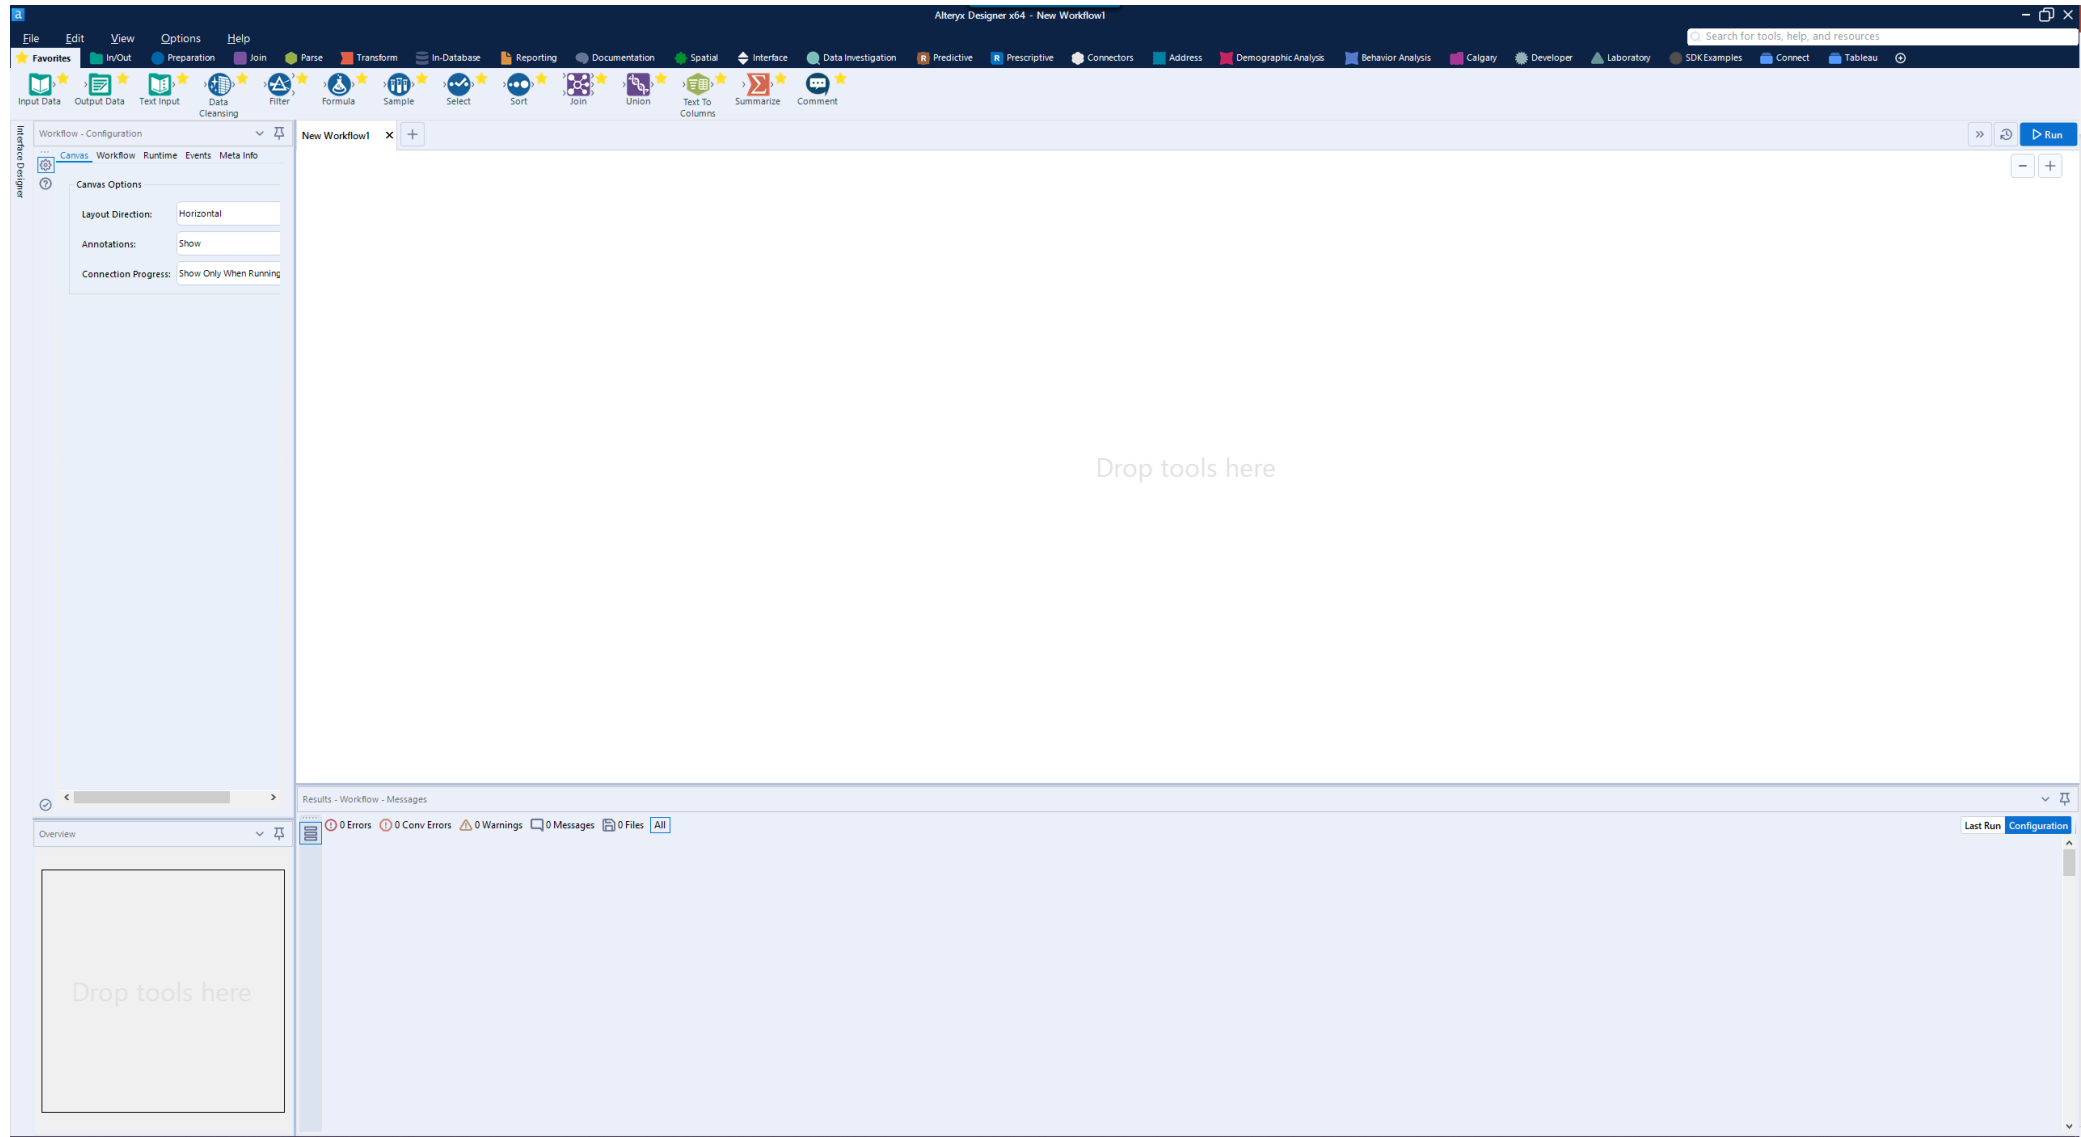 a
Alteryx Designer x64 - New Workflow1
File Edit View Options Help
Search for tools, help, and resources
Favorites In/Out Preparation Join Parse Transform In-Database Reporting Documentation Spatial Interface Data Investigation R Predictive R Prescriptive Connectors Address Demographic Analysis Behavior Analysis Calgary Developer Laboratory SDK Examples Connect Tableau
Input Data Output Data Text Input Data Cleansing Filter Formula Sample Select Sort Join Union Text To Columns Summarize Comment
Interface Designer
Workflow - Configuration
New Workflow1
Run
Canvas Workflow Runtime Events Meta Info
Canvas Options
Layout Direction: Horizontal
Annotations: Show
Connection Progress: Show Only When Running
Drop tools here
Results - Workflow - Messages
0 Errors 0 Conv Errors 0 Warnings 0 Messages 0 Files All
Last Run Configuration
Overview
Drop tools here